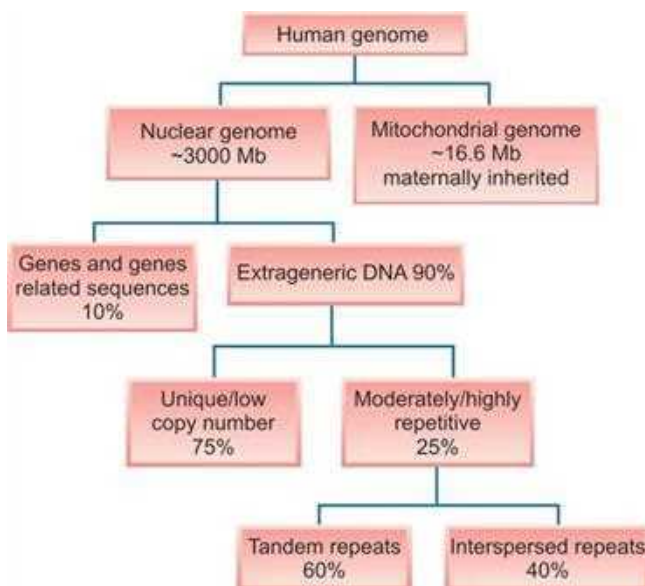 Human genome
Nuclear genome
~3000 Mb
Mitochondrial genome
~16.6 Mb
maternally inherited
Genes and genes
related sequences
10%
Extrageneric DNA 90%
Unique/low
copy number
75%
Moderately/highly
repetitive
25%
Tandem repeats
60%
Interspersed repeats
40%